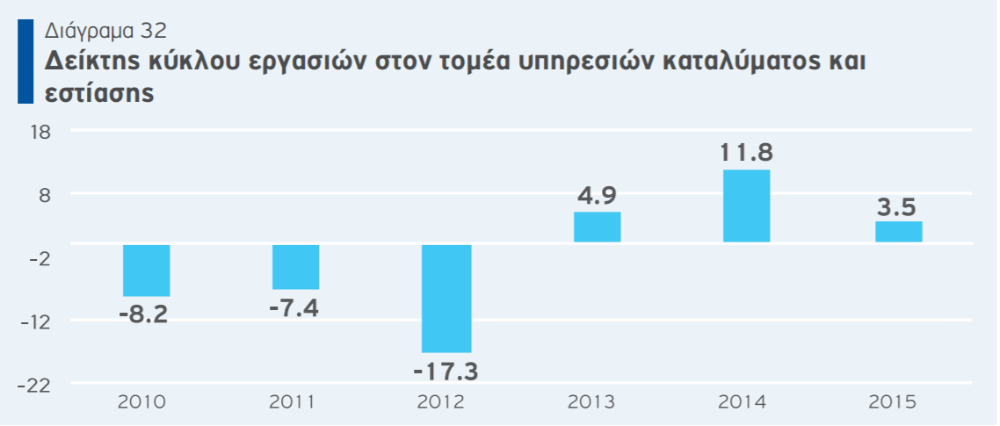 Διάγραμα 32
Δείκτης κύκλου εργασιών στον τομέα υπηρεσιών καταλύματος και
εστίασης
18
8
-2
-12
-22
-8.2
-7.4
-17.3
4.9
11.8
3.5
2010 2011 2012 2013 2014 2015